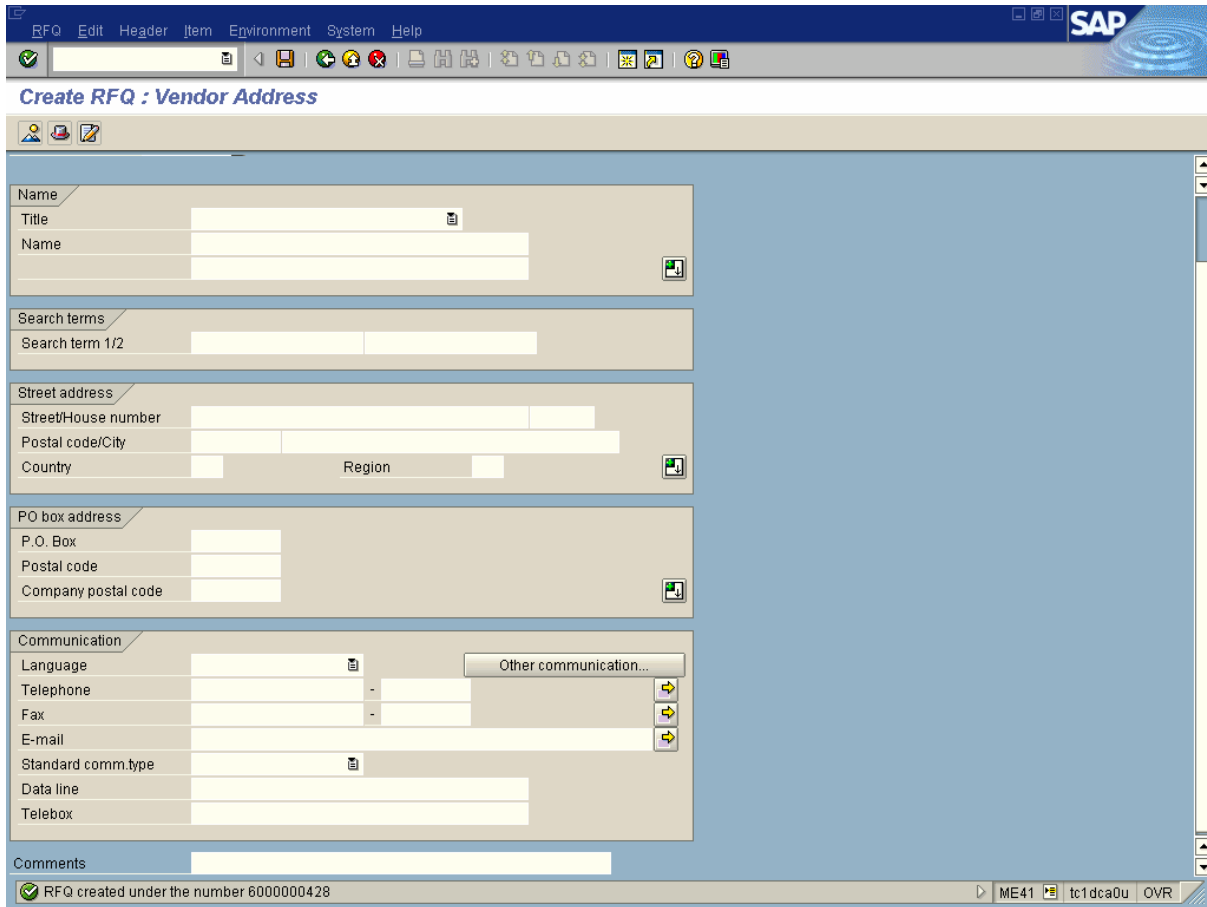 SAP
RFQ Edit Header Item Environment System Help
Create RFQ : Vendor Address
Name
Title
Name
Search terms
Search term 1/2
Street address
Street/House number
Postal code/City
Country Region
PO box address
P.O. Box
Postal code
Company postal code
Communication
Language Other communication...
Telephone -
Fax -
E-mail
Standard comm.type
Data line
Telebox
Comments
RFQ created under the number 6000000428 ME41 tc1dca0u OVR